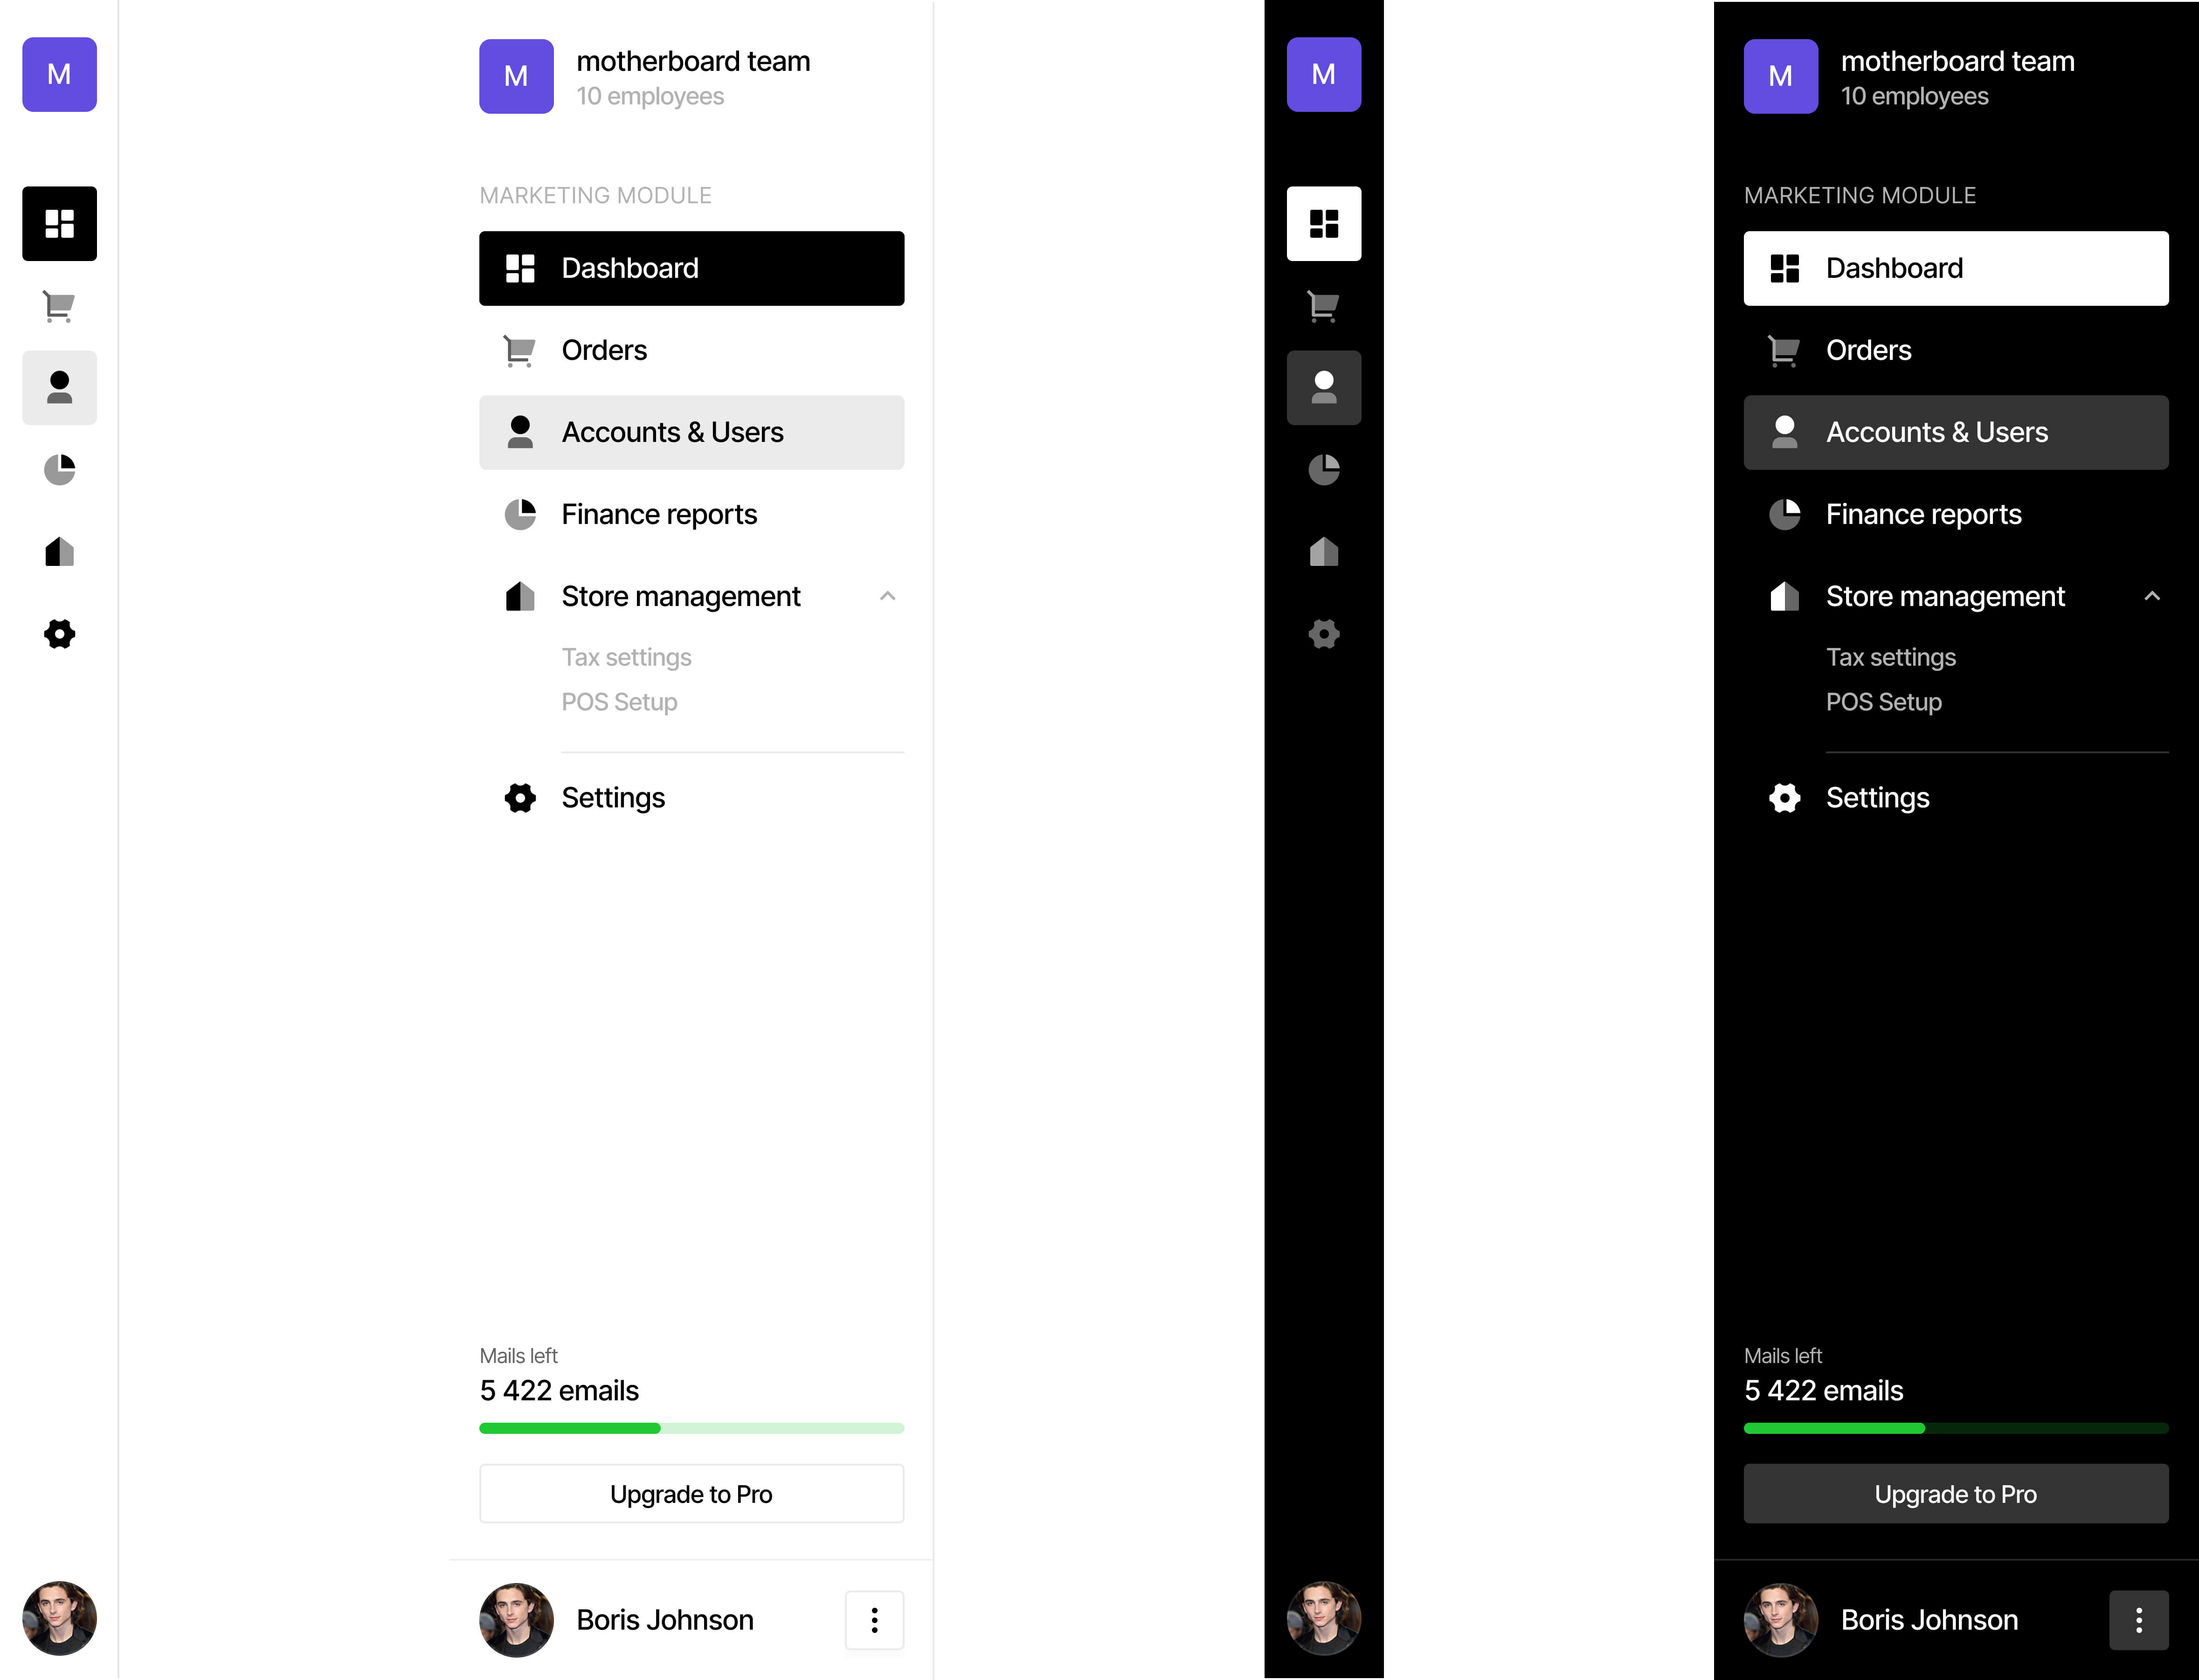 M
M
motherboard team
10 employees
MARKETING MODULE
Dashboard
Orders
Accounts & Users
Finance reports
Store management
Tax settings
POS Setup
Settings
Mails left
5 422 emails
Upgrade to Pro
Boris Johnson
M
M
motherboard team
10 employees
MARKETING MODULE
Dashboard
Orders
Accounts & Users
Finance reports
Store management
Tax settings
POS Setup
Settings
Mails left
5 422 emails
Upgrade to Pro
Boris Johnson